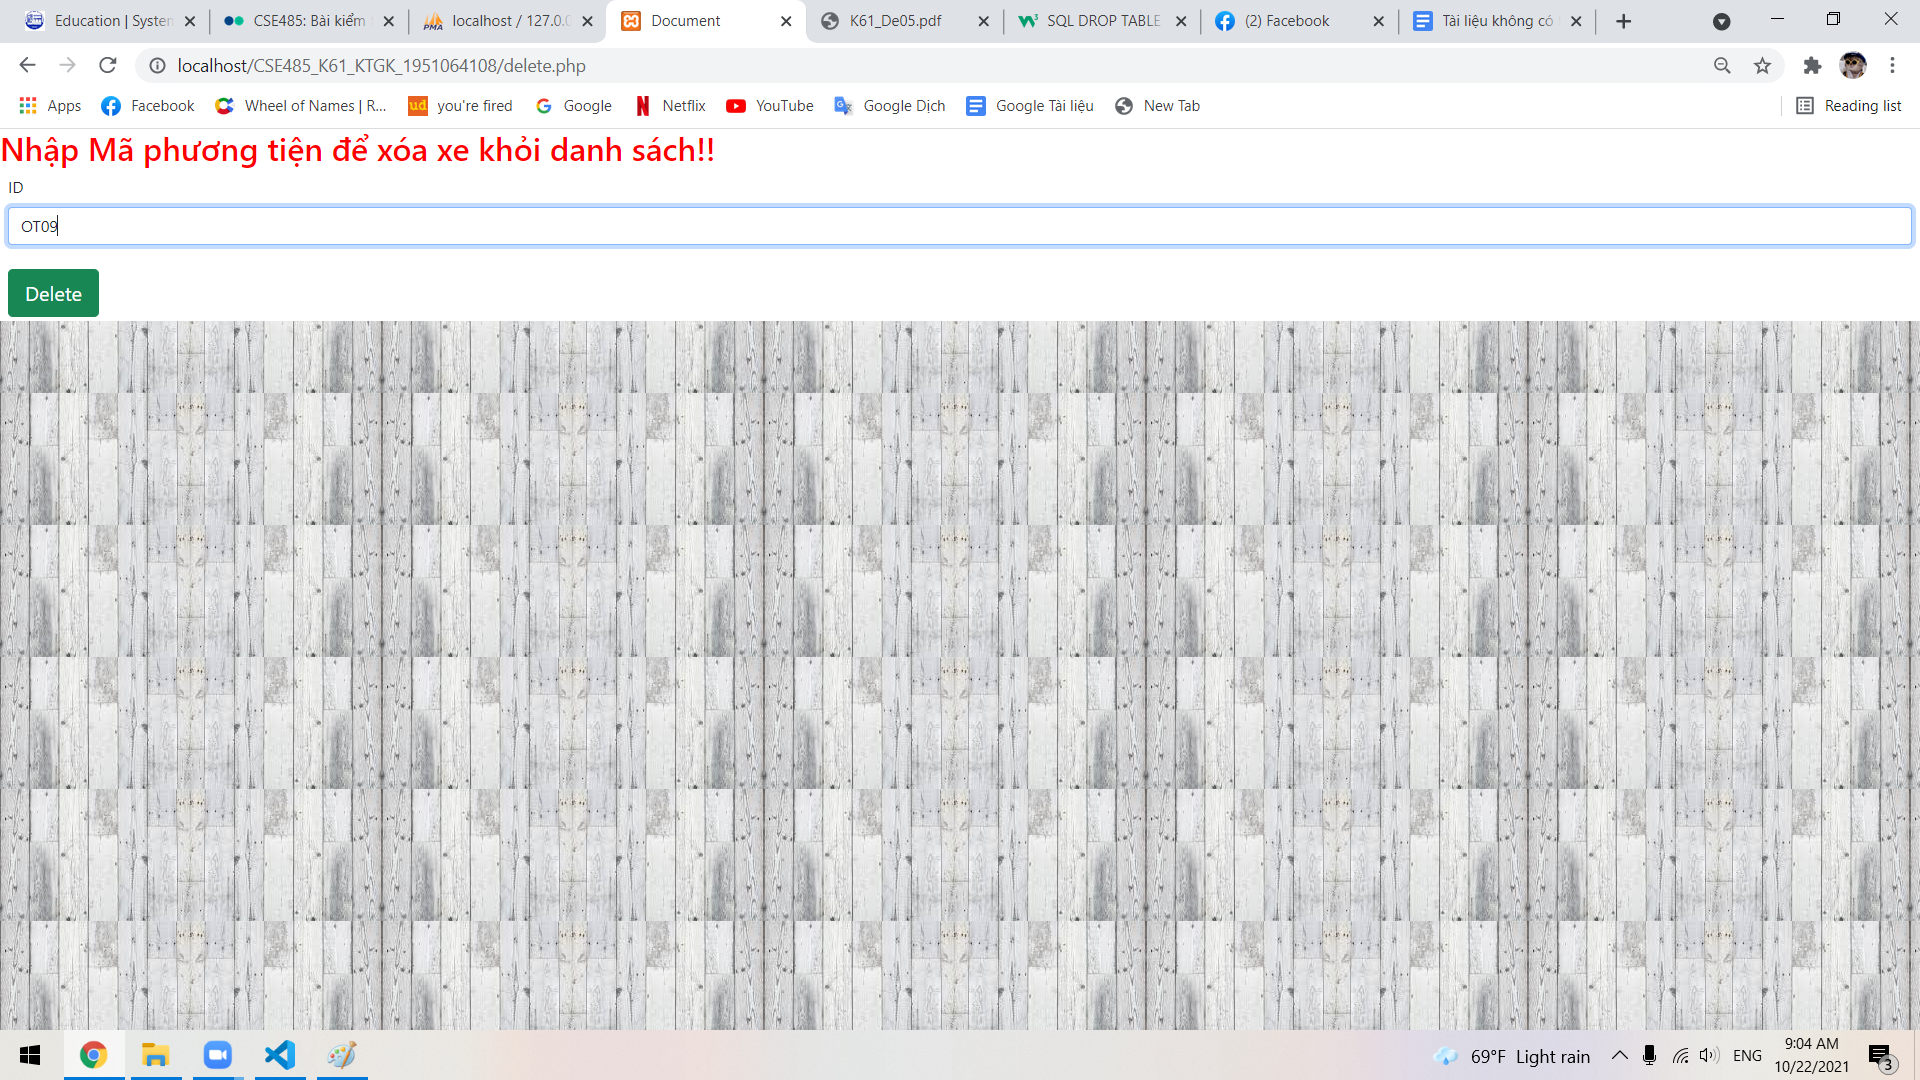 Education | System
CSE485: Bài kiểm
localhost / 127.0.0
Document
K61_De05.pdf
SQL DROP TABLE
(2) Facebook
Tài liệu không có
localhost/CSE485_K61_KTGK_1951064108/delete.php
Apps
Facebook
Wheel of Names | R...
you're fired
Google
Netflix
YouTube
Google Dịch
Google Tài liệu
New Tab
Reading list
Nhập Mã phương tiện để xóa xe khỏi danh sách!!
ID
OT09
Delete
69°F Light rain
ENG
9:04 AM
10/22/2021
3